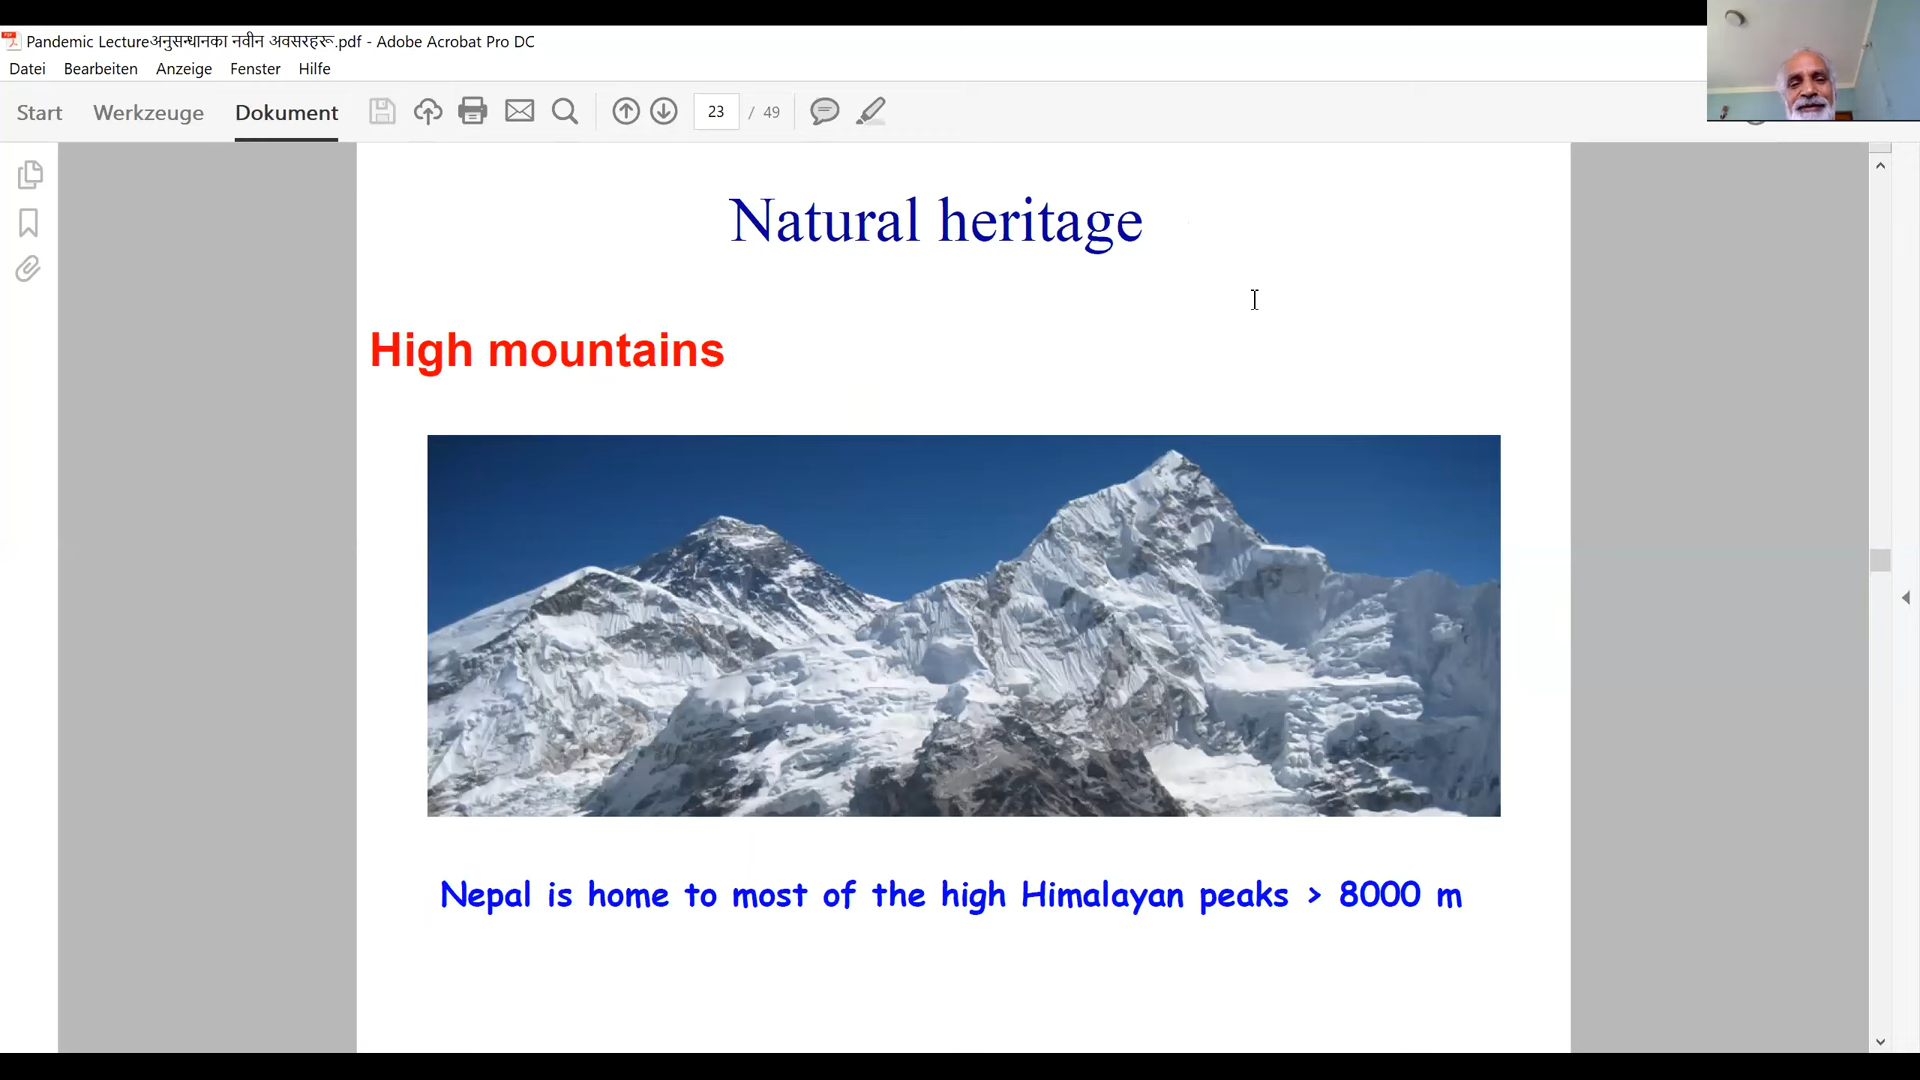 Pandemic Lectureअनुसन्धानका नवीन अवसरहरू.pdf - Adobe Acrobat Pro DC
Datei Bearbeiten Anzeige Fenster Hilfe
Start Werkzeuge Dokument 23 / 49
Natural heritage
High mountains
Nepal is home to most of the high Himalayan peaks > 8000 m